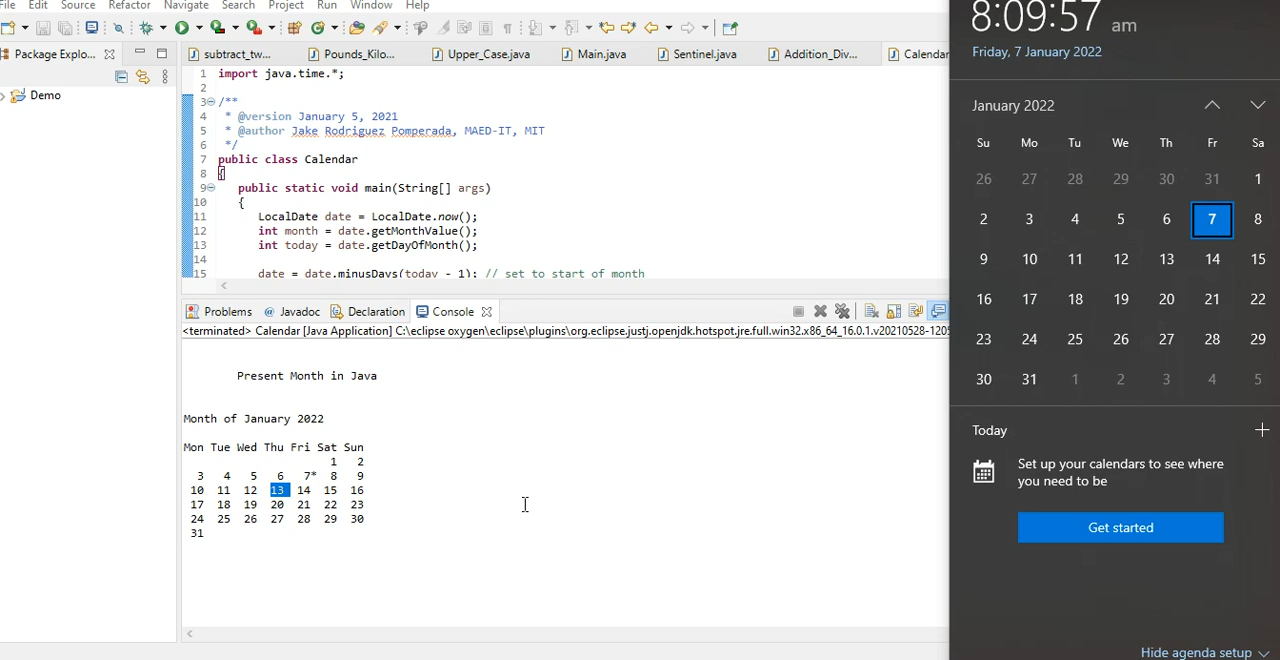 File Edit Source Refactor Navigate Search Project Run Window Help
Package Explo...
Demo
subtract_tw... Pounds_Kilo... Upper_Case.java Main.java Sentinel.java Addition_Div... Calendar
1 import java.time.*;
2
3 /**
4 * @version January 5, 2021
5 * @author Jake Rodriguez Pomperada, MAED-IT, MIT
6 */
7 public class Calendar
8 {
9 public static void main(String[] args)
10 {
11 LocalDate date = LocalDate.now();
12 int month = date.getMonthValue();
13 int today = date.getDayOfMonth();
14
15 date = date.minusDays(today - 1); // set to start of month
Problems @ Javadoc Declaration Console
<terminated> Calendar [Java Application] C:\eclipse oxygen\eclipse\plugins\org.eclipse.justj.openjdk.hotspot.jre.full.win32.x86_64_16.0.1.v20210528-1205
Present Month in Java
Month of January 2022
Mon Tue Wed Thu Fri Sat Sun
1 2
3 4 5 6 7* 8 9
10 11 12 13 14 15 16
17 18 19 20 21 22 23
24 25 26 27 28 29 30
31
8:09:57 am
Friday, 7 January 2022
January 2022
Su Mo Tu We Th Fr Sa
26 27 28 29 30 31 1
2 3 4 5 6 7 8
9 10 11 12 13 14 15
16 17 18 19 20 21 22
23 24 25 26 27 28 29
30 31 1 2 3 4 5
Today
Set up your calendars to see where
you need to be
Get started
Hide agenda setup